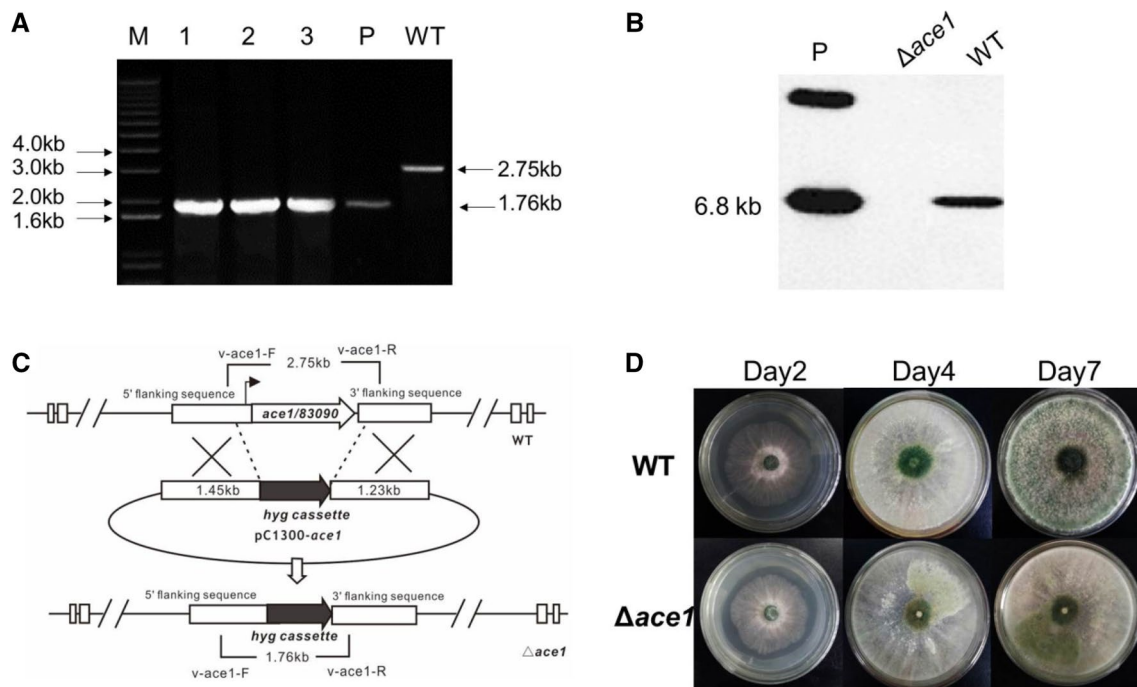 A
M 1 2 3 P WT
4.0kb
3.0kb
2.0kb
1.6kb
2.75kb
1.76kb
B
P Δace1 WT
6.8 kb
C
v-ace1-F v-ace1-R
2.75kb
5' flanking sequence 3' flanking sequence
ace1/83090
WT
1.45kb 1.23kb
hyg cassette
pC1300-ace1
5' flanking sequence 3' flanking sequence
hyg cassette
1.76kb
v-ace1-F v-ace1-R
△ace1
D
Day2 Day4 Day7
WT
Δace1